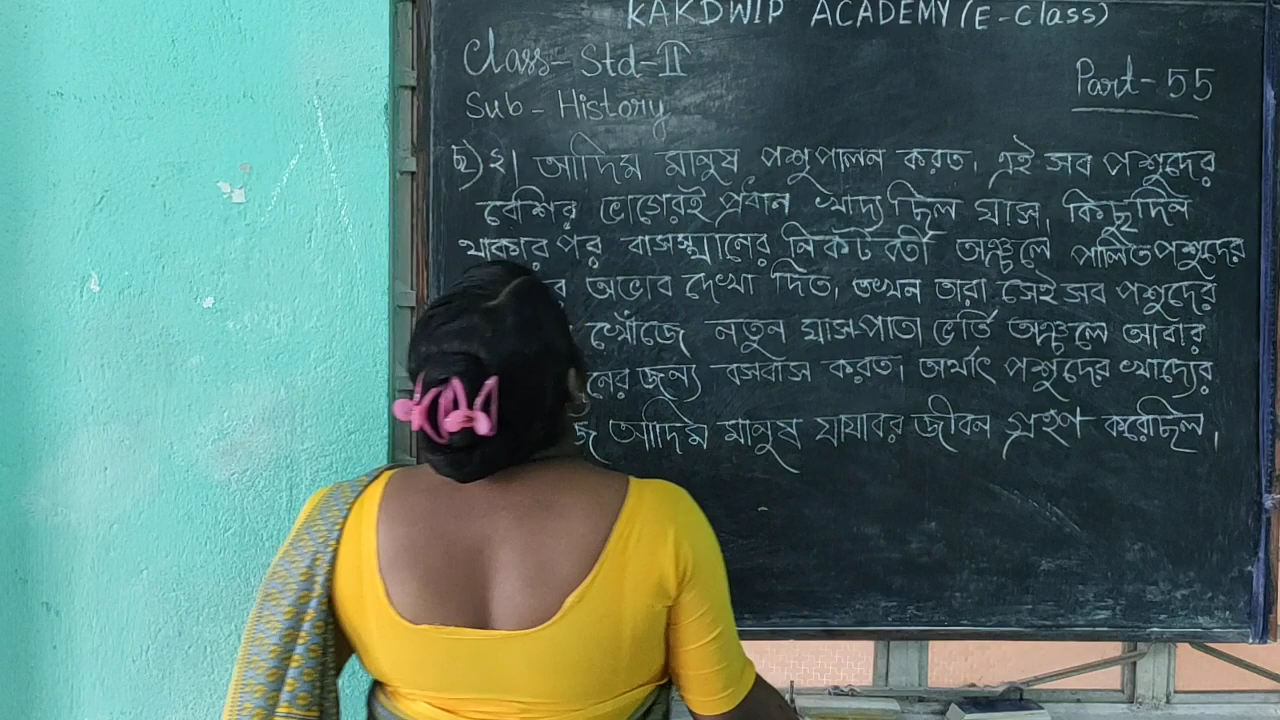 KAKDWIP ACADEMY (E-Class)
Class- Std-II
Part-55
Sub - History
ছ) ২। আদিম মানুষ পশুপালন করত, এই সব পশুদের
বেশির ভাগেরই প্রধান খাদ্য ছিল ঘাস, কিছুদিন
থাকার পর বাসস্থানের নিকটবর্তী অঞ্চলে পালিত পশুদের
অভাব দেখা দিত, তখন তারা সেই সব পশুদের
খোঁজে নতুন ঘাস-পাতা ভর্তি অঞ্চলে আবার
জন্য বসবাস করত। অর্থাৎ পশুদের খাদ্যের
আদিম মানুষ যাযাবর জীবন গ্রহণ করেছিল।